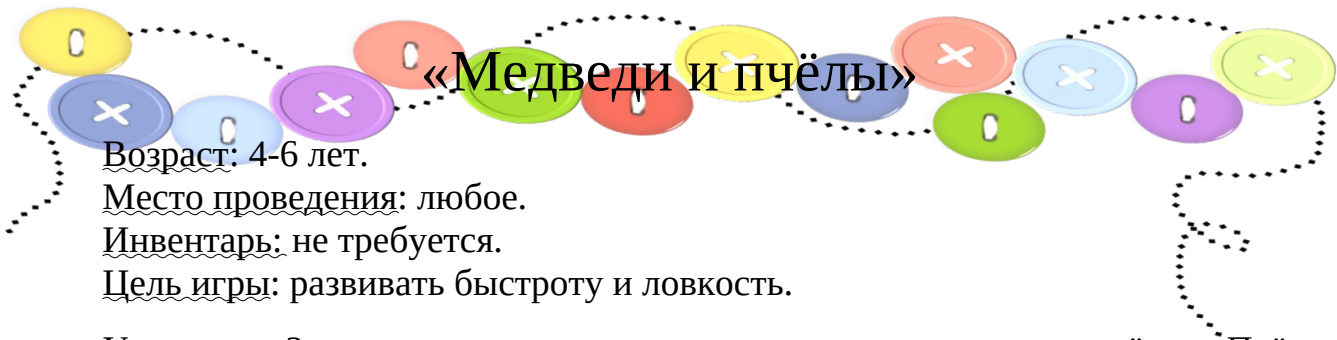 «Медведи и пчёлы»
Возраст: 4-6 лет.
Место проведения: любое.
Инвентарь: не требуется.
Цель игры: развивать быстроту и ловкость.